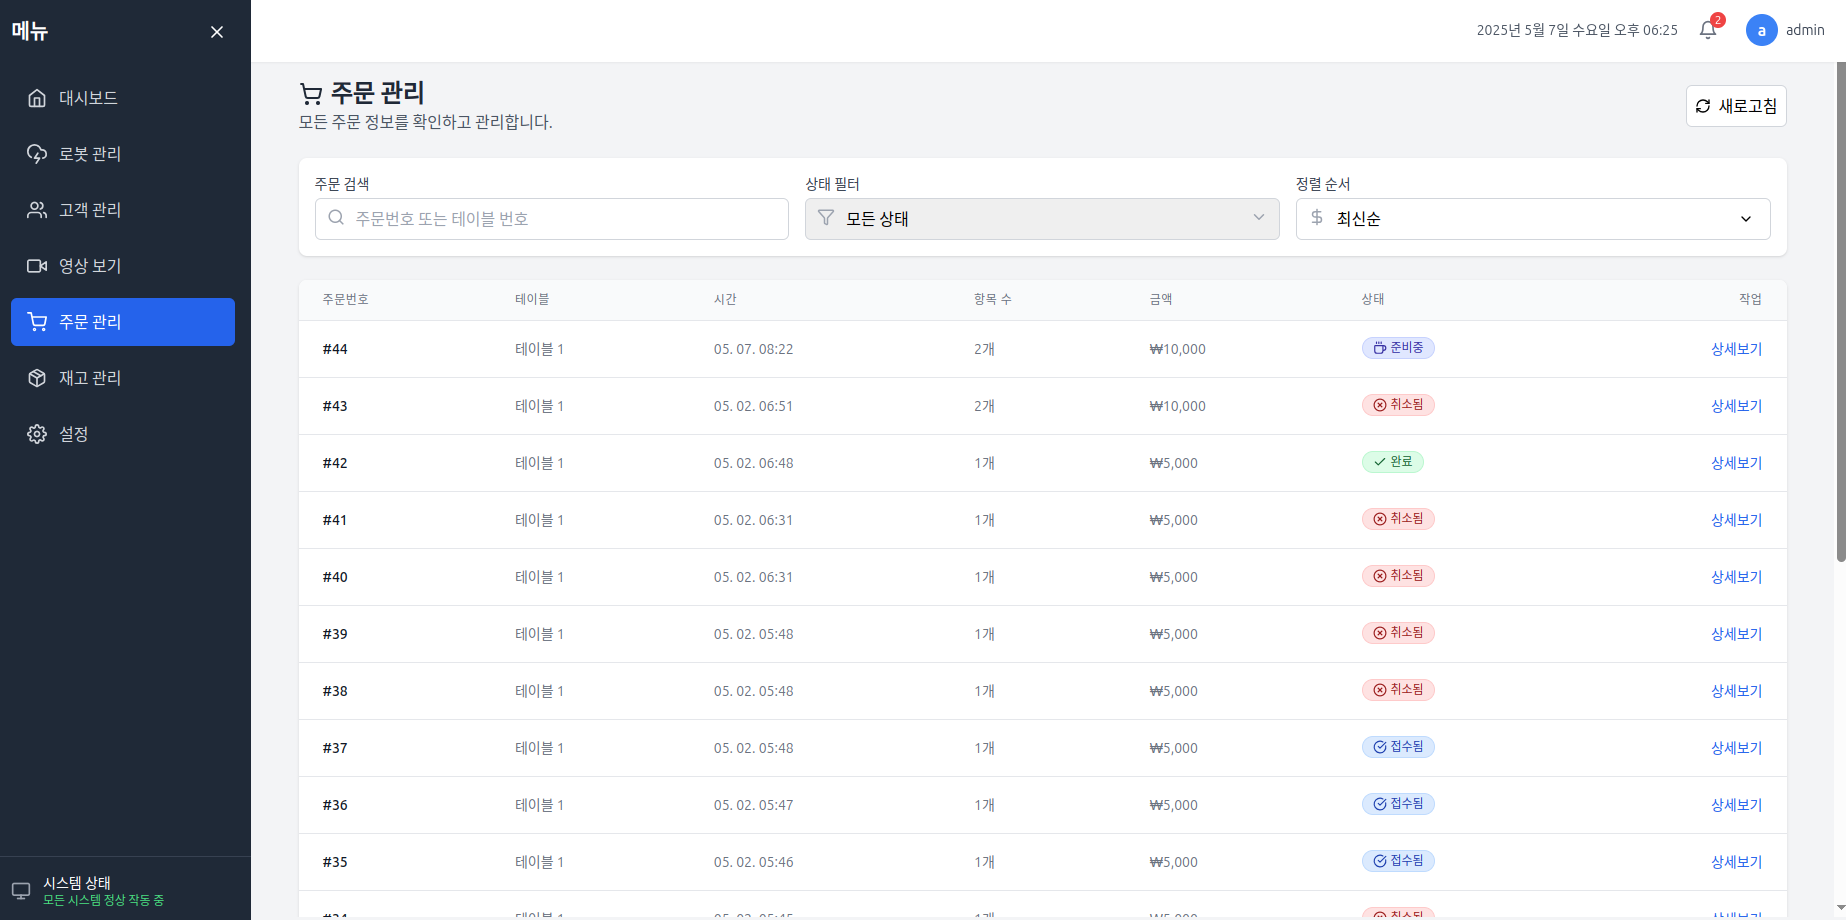 메뉴
2025년 5월 7일 수요일 오후 06:25
2
a
admin
대시보드
로봇 관리
고객 관리
영상 보기
주문 관리
재고 관리
설정
시스템 상태
모든 시스템 정상 작동 중
주문 관리
모든 주문 정보를 확인하고 관리합니다.
새로고침
주문 검색
상태 필터
정렬 순서
주문번호 또는 테이블 번호
모든 상태
최신순
주문번호 테이블 시간 항목 수 금액 상태 작업
#44 테이블 1 05. 07. 08:22 2개 ₩10,000 준비중 상세보기
#43 테이블 1 05. 02. 06:51 2개 ₩10,000 취소됨 상세보기
#42 테이블 1 05. 02. 06:48 1개 ₩5,000 완료 상세보기
#41 테이블 1 05. 02. 06:31 1개 ₩5,000 취소됨 상세보기
#40 테이블 1 05. 02. 06:31 1개 ₩5,000 취소됨 상세보기
#39 테이블 1 05. 02. 05:48 1개 ₩5,000 취소됨 상세보기
#38 테이블 1 05. 02. 05:48 1개 ₩5,000 취소됨 상세보기
#37 테이블 1 05. 02. 05:48 1개 ₩5,000 접수됨 상세보기
#36 테이블 1 05. 02. 05:47 1개 ₩5,000 접수됨 상세보기
#35 테이블 1 05. 02. 05:46 1개 ₩5,000 접수됨 상세보기